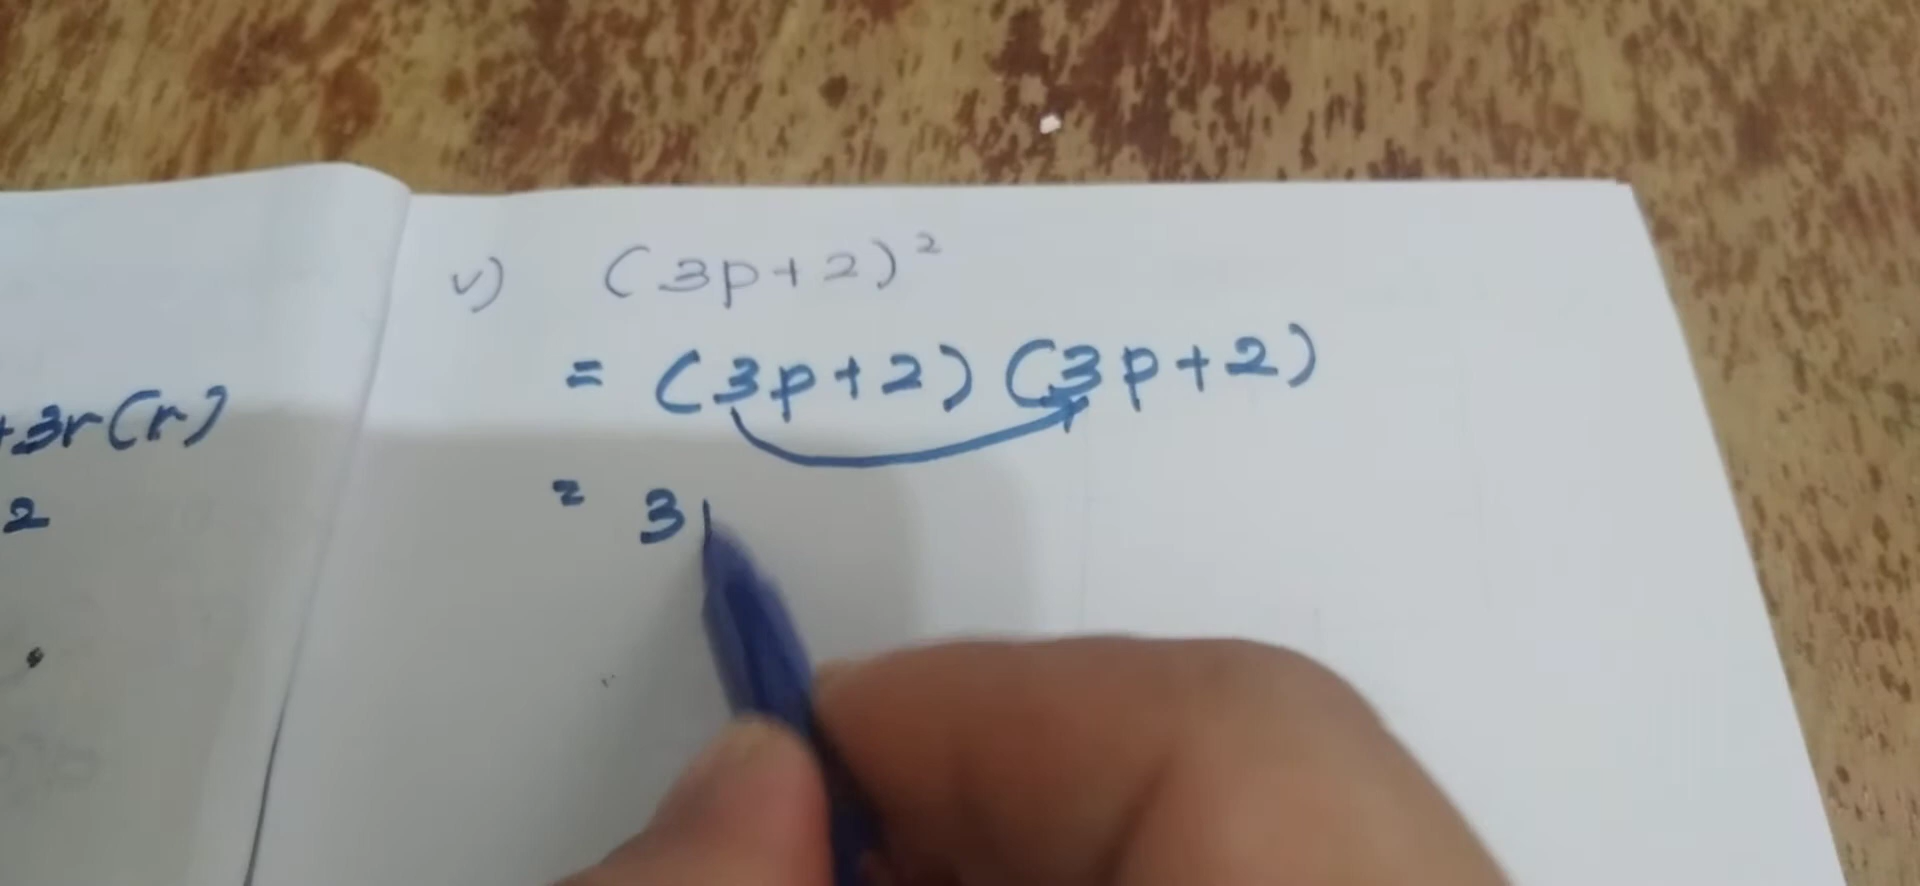 +3r(r)
2
v) (3p+2)²
= (3p+2)(3p+2)
= 3